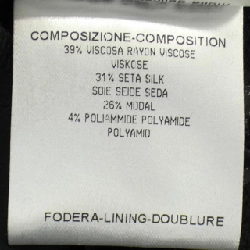 COMPOSIZIONE-COMPOSITION
39% VISCOSA RAYON VISCOSE
VISKOSE
31% SETA SILK
SOIE SEIDE SEDA
26% MODAL
4% POLIAMMIDE POLYAMIDE
POLYAMID
FODERA-LINING-DOUBLURE